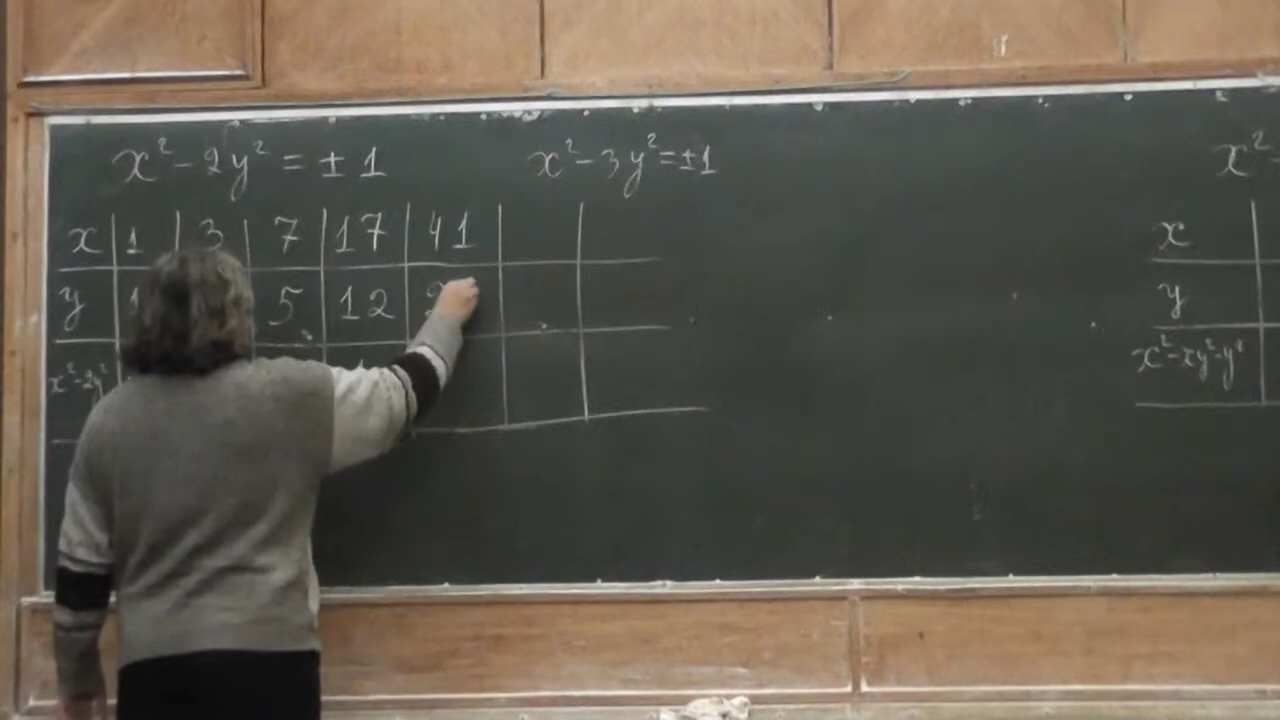 x² - 2y² = ± 1
x² - 3y² = ± 1
x²-
x 1 3 7 17 41
y 1 5 12 2
x² - 2y²
x
y
x² - xy - y²